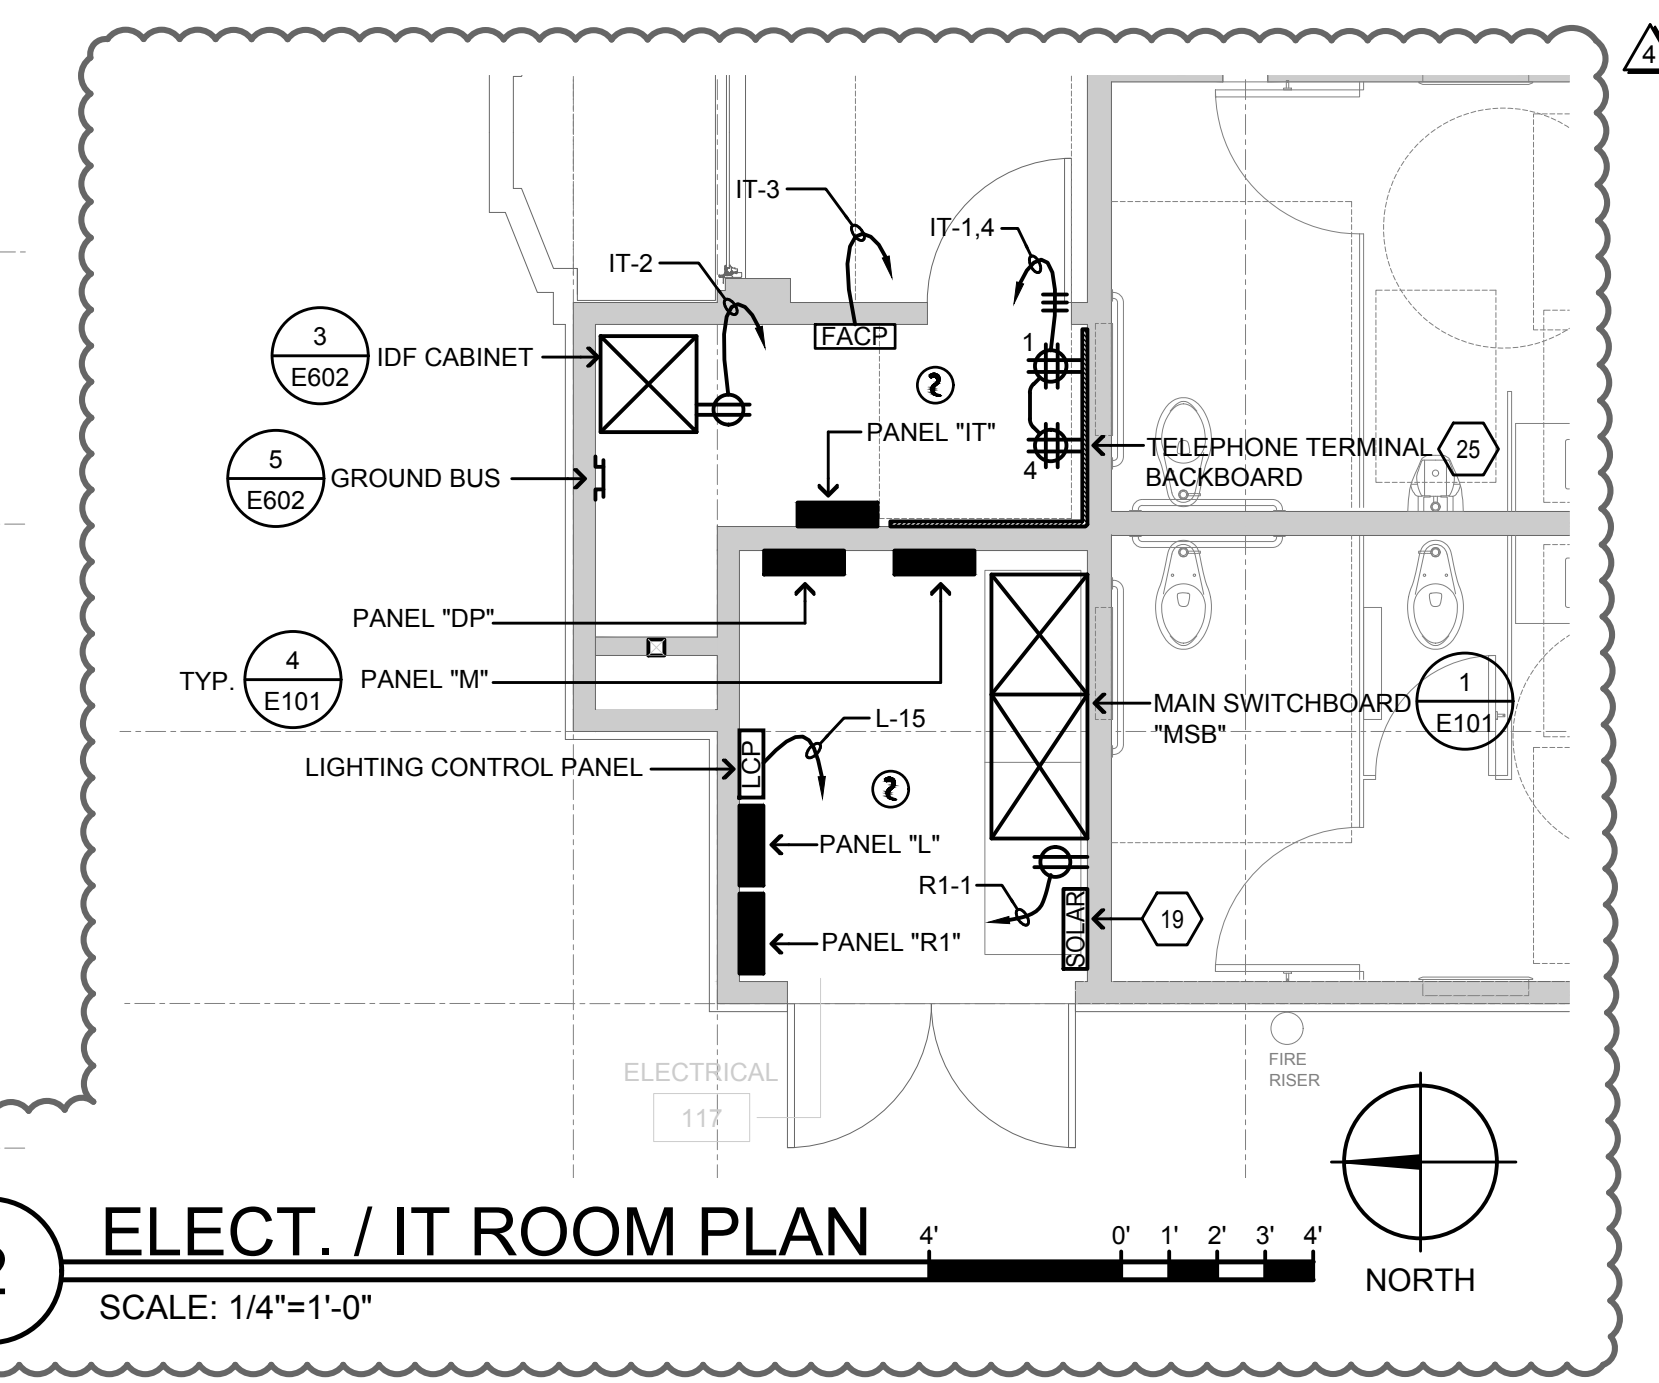 4
IT-3
IT-1,4
IT-2
3
E602
IDF CABINET
FACP
1
PANEL "IT"
TELEPHONE TERMINAL
BACKBOARD
25
4
5
E602
GROUND BUS
PANEL "DP"
TYP.
4
E101
PANEL "M"
MAIN SWITCHBOARD
"MSB"
1
E101
L-15
LIGHTING CONTROL PANEL
LCP
PANEL "L"
R1-1
SOLAR
19
PANEL "R1"
ELECTRICAL
117
FIRE
RISER
2
ELECT. / IT ROOM PLAN
SCALE: 1/4"=1'-0"
4' 0' 1' 2' 3' 4'
NORTH